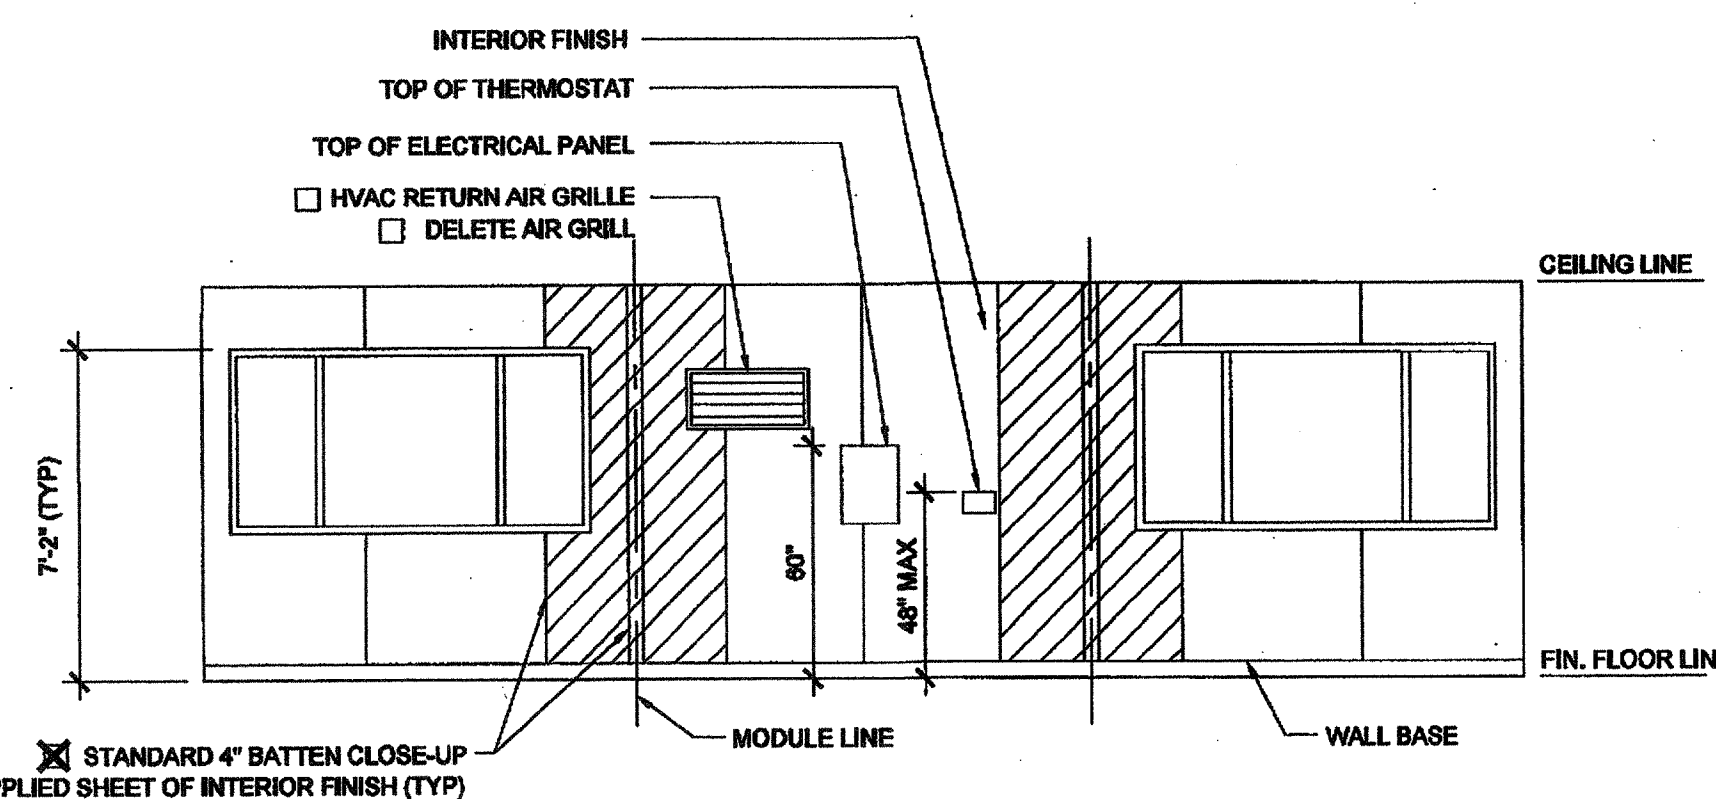 INTERIOR FINISH
TOP OF THERMOSTAT
TOP OF ELECTRICAL PANEL
HVAC RETURN AIR GRILLE
DELETE AIR GRILL
CEILING LINE
7'-2" (TYP)
60"
48" MAX
FIN. FLOOR LIN
MODULE LINE
WALL BASE
STANDARD 4" BATTEN CLOSE-UP
PPLIED SHEET OF INTERIOR FINISH (TYP)